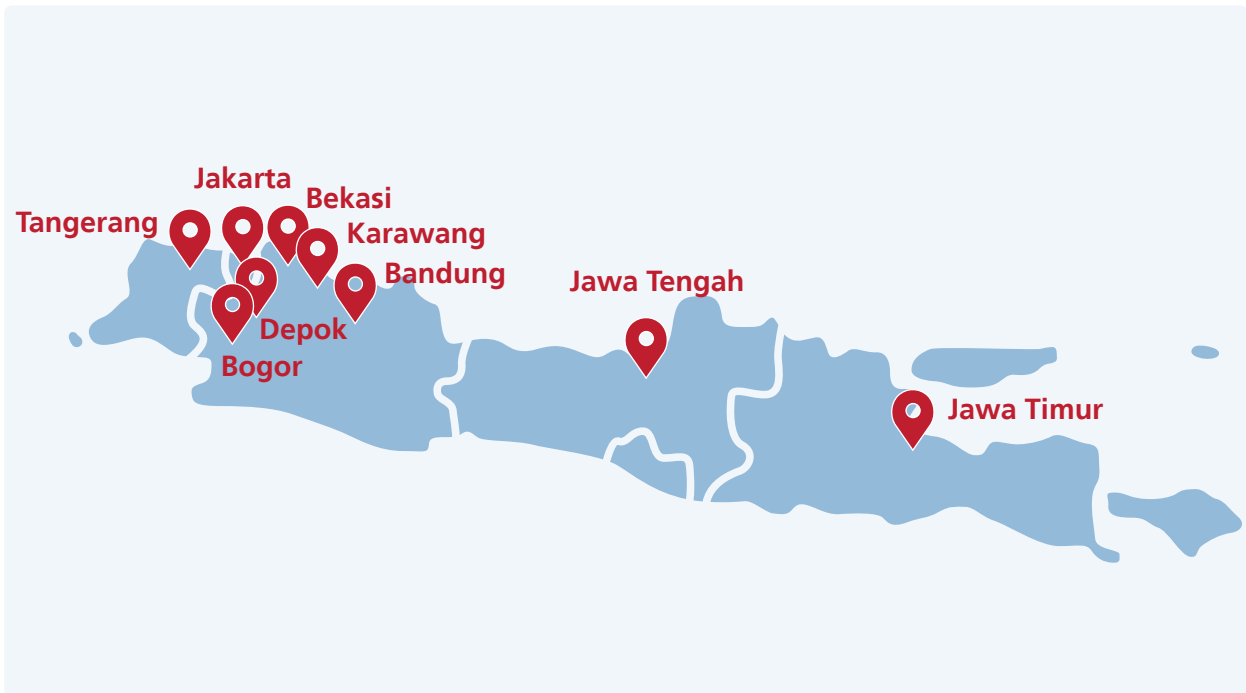 Jakarta
Bekasi
Tangerang
Karawang
Bandung
Jawa Tengah
Depok
Bogor
Jawa Timur